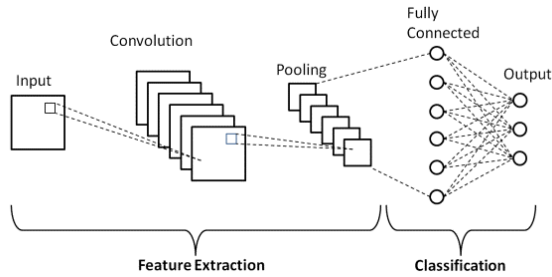 Input
Convolution
Pooling
Fully
Connected
Output
Feature Extraction
Classification